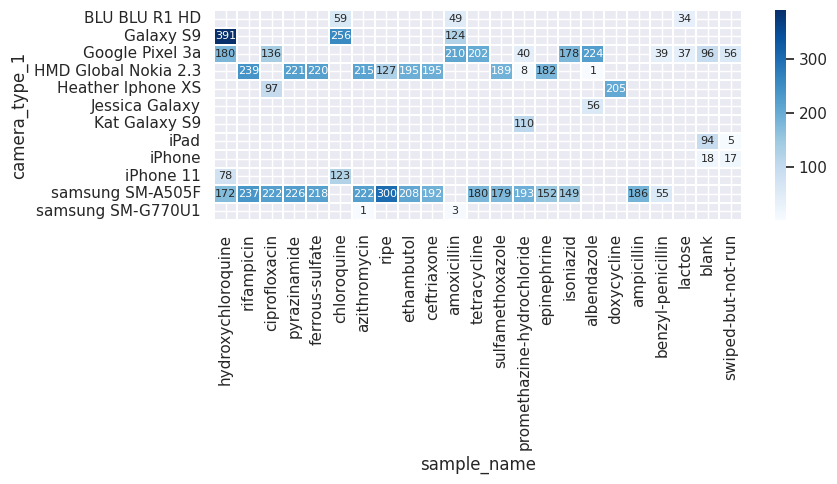 camera_type_1
BLU BLU R1 HD 59 49 34
Galaxy S9 391 256 124
Google Pixel 3a 180 136 210 202 40 178 224 39 37 96 56
HMD Global Nokia 2.3 239 221 220 215 127 195 195 189 8 182 1
Heather Iphone XS 97 205
Jessica Galaxy 56
Kat Galaxy S9 110
iPad 94 5
iPhone 18 17
iPhone 11 78 123
samsung SM-A505F 172 237 222 226 218 222 300 208 192 180 179 193 152 149 186 55
samsung SM-G770U1 1 3
hydroxychloroquine
rifampicin
ciprofloxacin
pyrazinamide
ferrous-sulfate
chloroquine
azithromycin
ripe
ethambutol
ceftriaxone
amoxicillin
tetracycline
sulfamethoxazole
promethazine-hydrochloride
epinephrine
isoniazid
albendazole
doxycycline
ampicillin
benzyl-penicillin
lactose
blank
swiped-but-not-run
sample_name
300
200
100